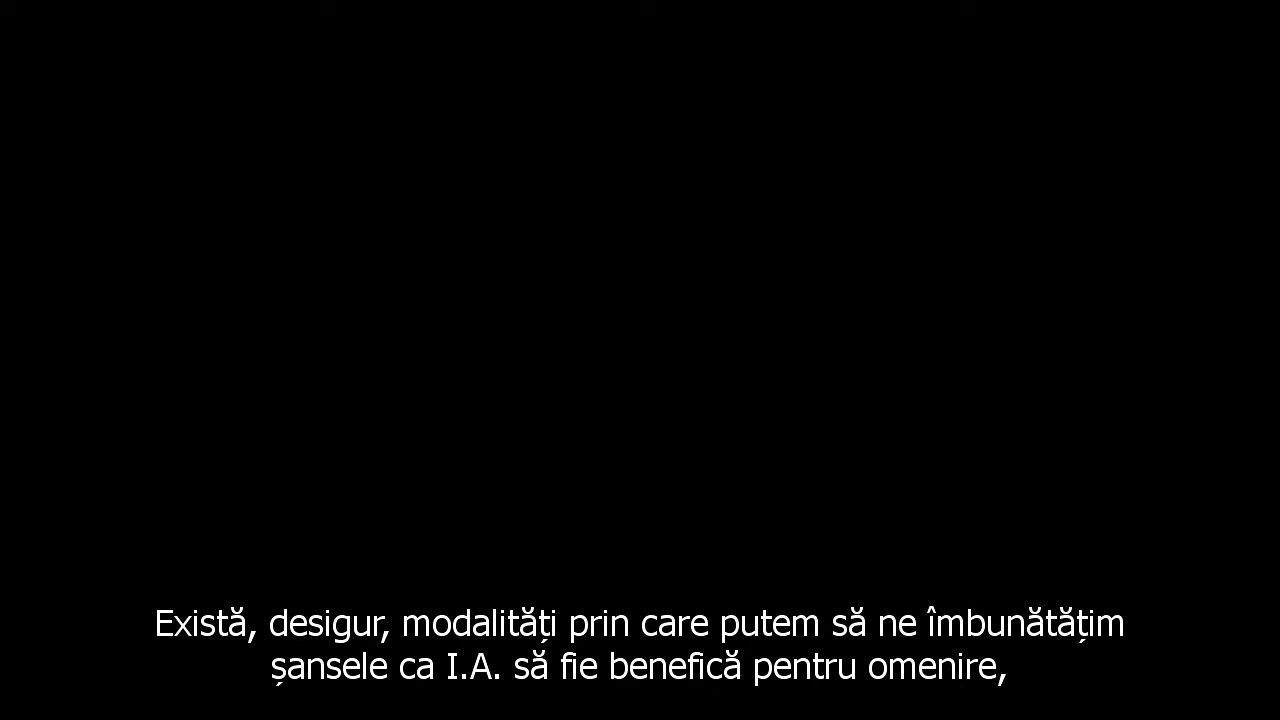 Există, desigur, modalități prin care putem să ne îmbunătățim
șansele ca I.A. să fie benefică pentru omenire,